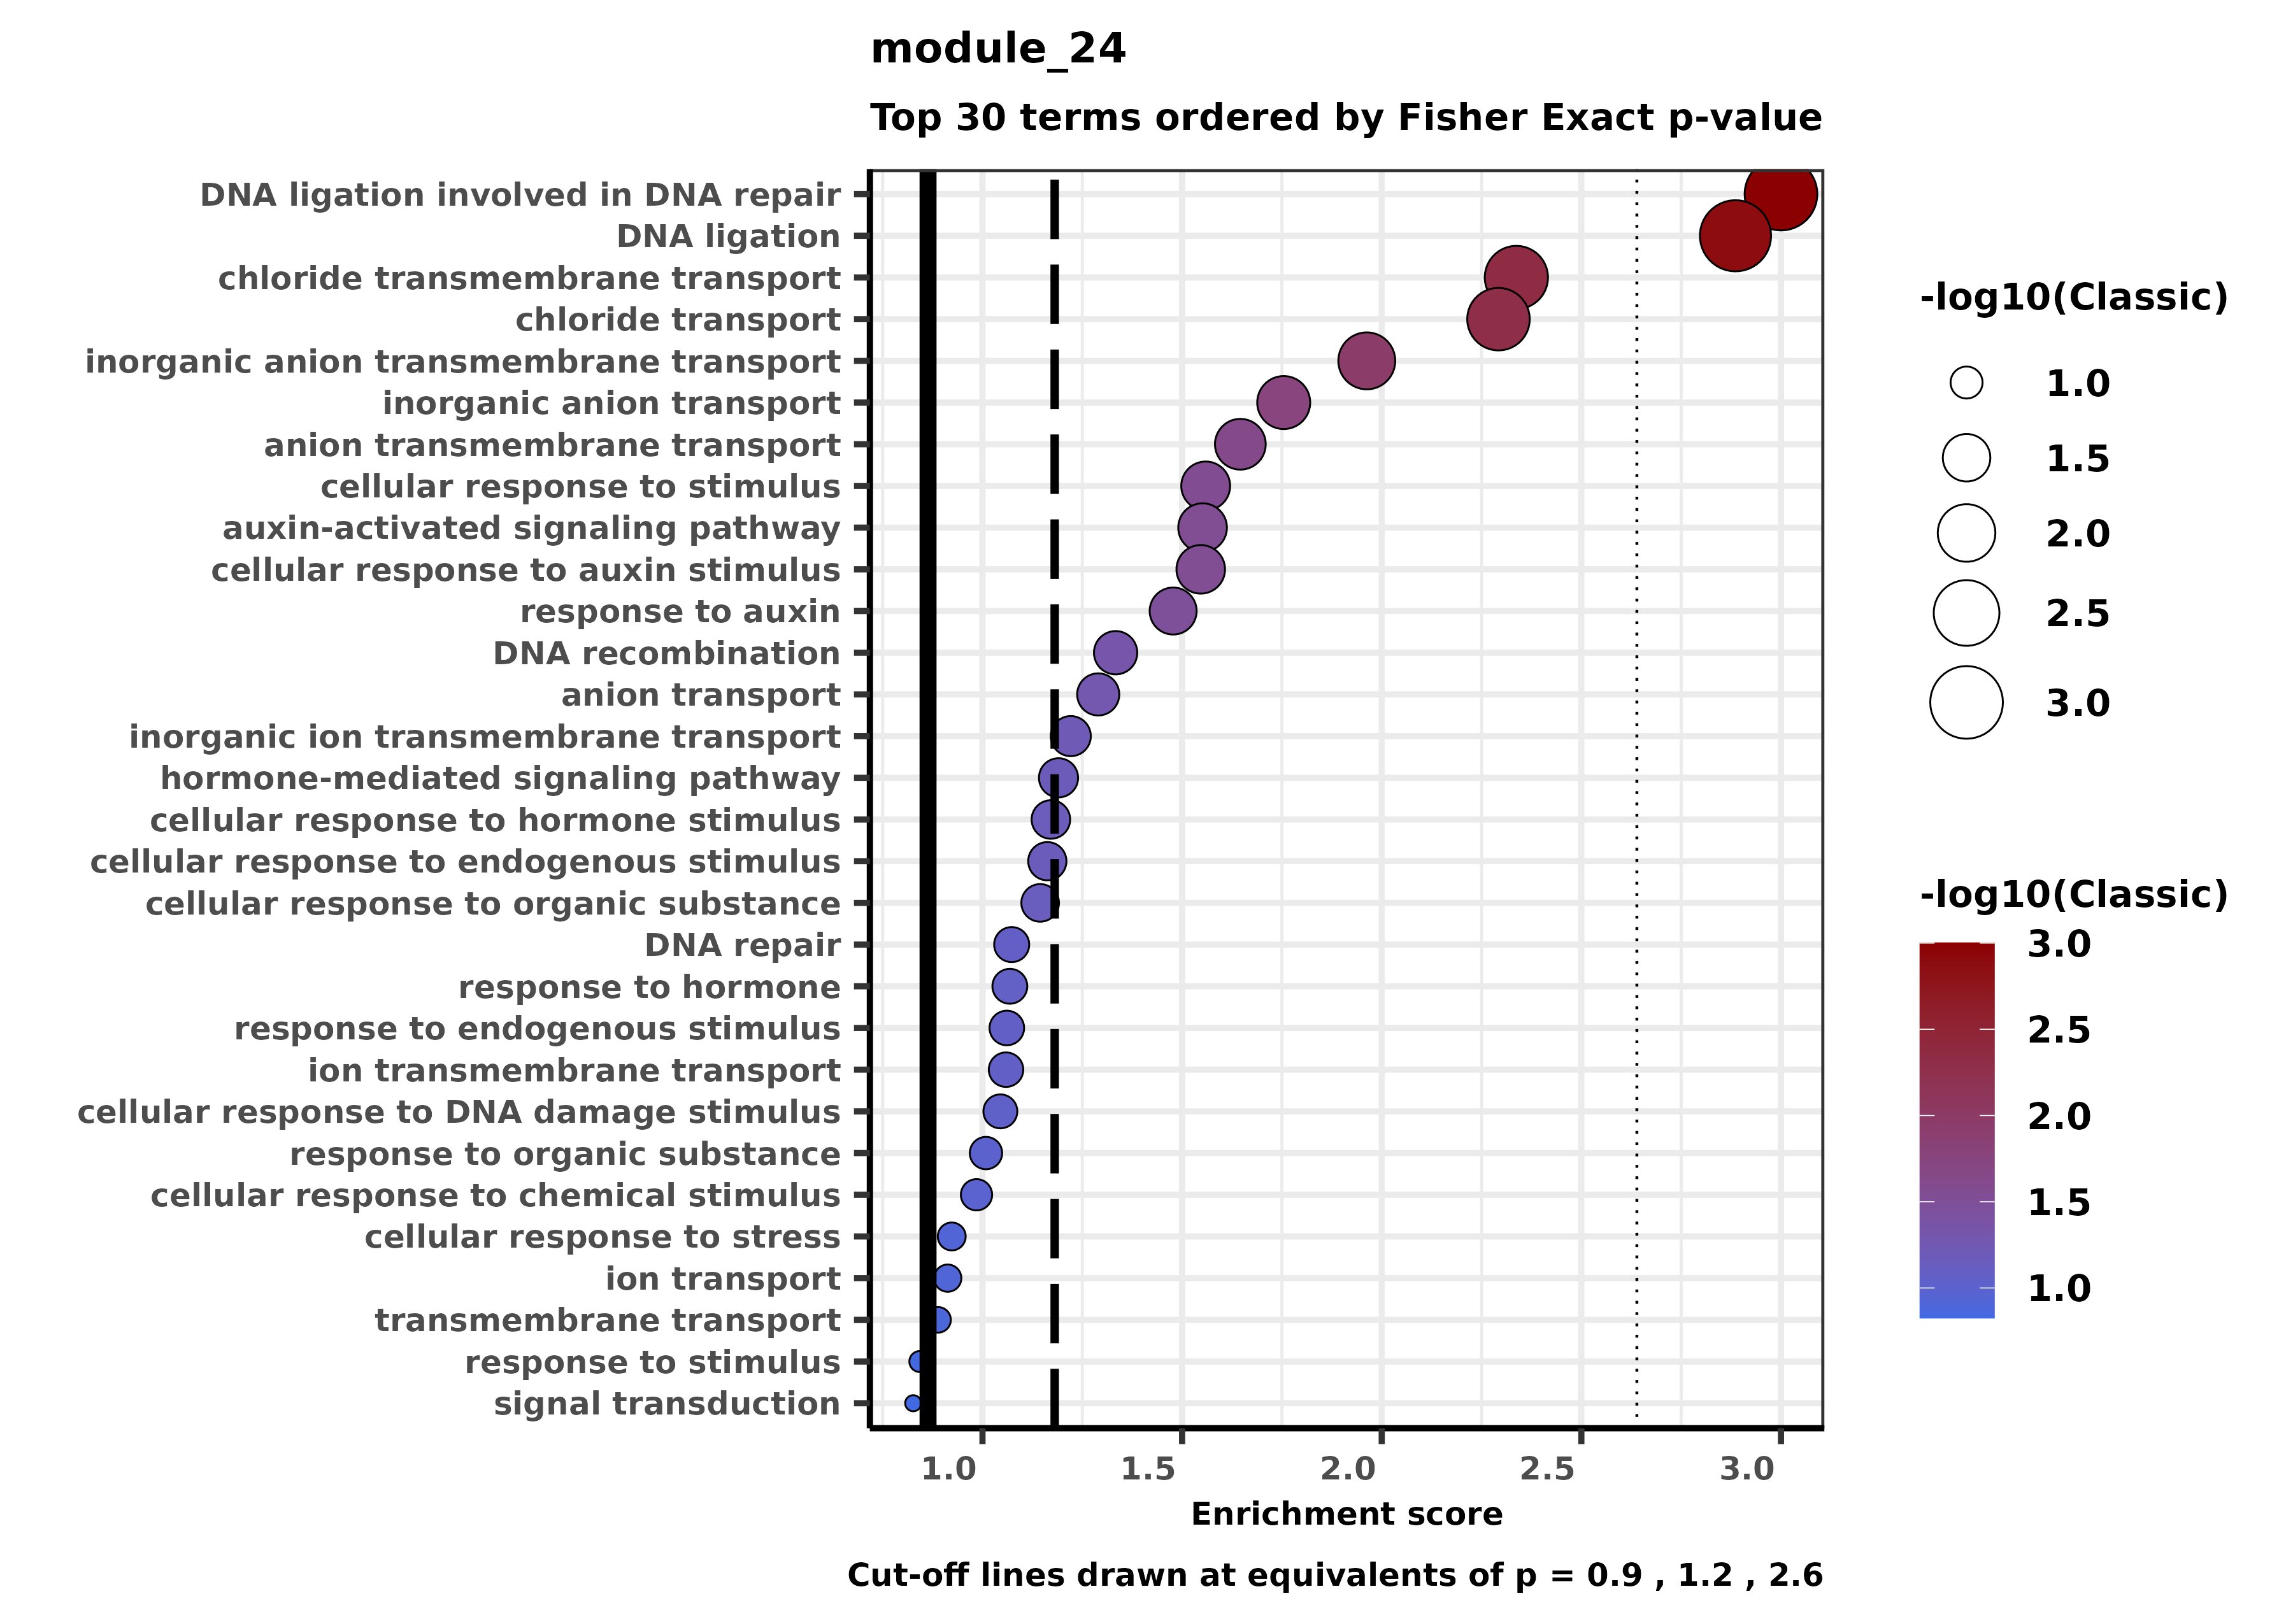 module_24
Top 30 terms ordered by Fisher Exact p-value
DNA ligation involved in DNA repair
DNA ligation
chloride transmembrane transport
chloride transport
inorganic anion transmembrane transport
inorganic anion transport
anion transmembrane transport
cellular response to stimulus
auxin-activated signaling pathway
cellular response to auxin stimulus
response to auxin
DNA recombination
anion transport
inorganic ion transmembrane transport
hormone-mediated signaling pathway
cellular response to hormone stimulus
cellular response to endogenous stimulus
cellular response to organic substance
DNA repair
response to hormone
response to endogenous stimulus
ion transmembrane transport
cellular response to DNA damage stimulus
response to organic substance
cellular response to chemical stimulus
cellular response to stress
ion transport
transmembrane transport
response to stimulus
signal transduction
1.0 1.5 2.0 2.5 3.0
Enrichment score
Cut-off lines drawn at equivalents of p = 0.9 , 1.2 , 2.6
-log10(Classic)
1.0
1.5
2.0
2.5
3.0
-log10(Classic)
3.0
2.5
2.0
1.5
1.0